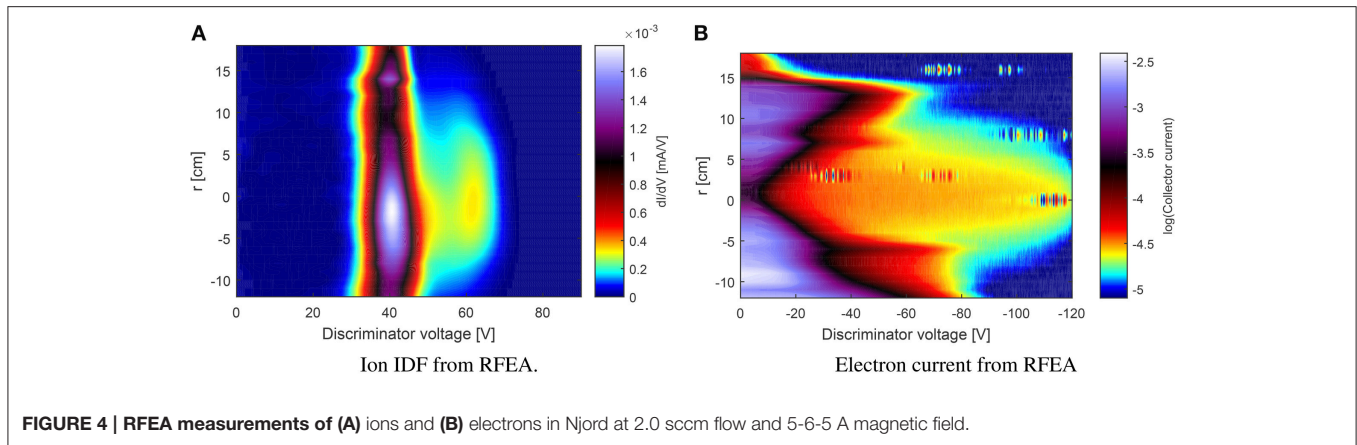 A
B
×10⁻³
r [cm]
15
10
5
0
-5
-10
0 20 40 60 80
Discriminator voltage [V]
1.6
1.4
1.2
1
0.8
0.6
0.4
0.2
0
dI/dV [mA/V]
Ion IDF from RFEA.
r [cm]
15
10
5
0
-5
-10
0 -20 -40 -60 -80 -100 -120
Discriminator voltage [V]
-2.5
-3
-3.5
-4
-4.5
-5
log(Collector current)
Electron current from RFEA
FIGURE 4 | RFEA measurements of (A) ions and (B) electrons in Njord at 2.0 sccm flow and 5-6-5 A magnetic field.